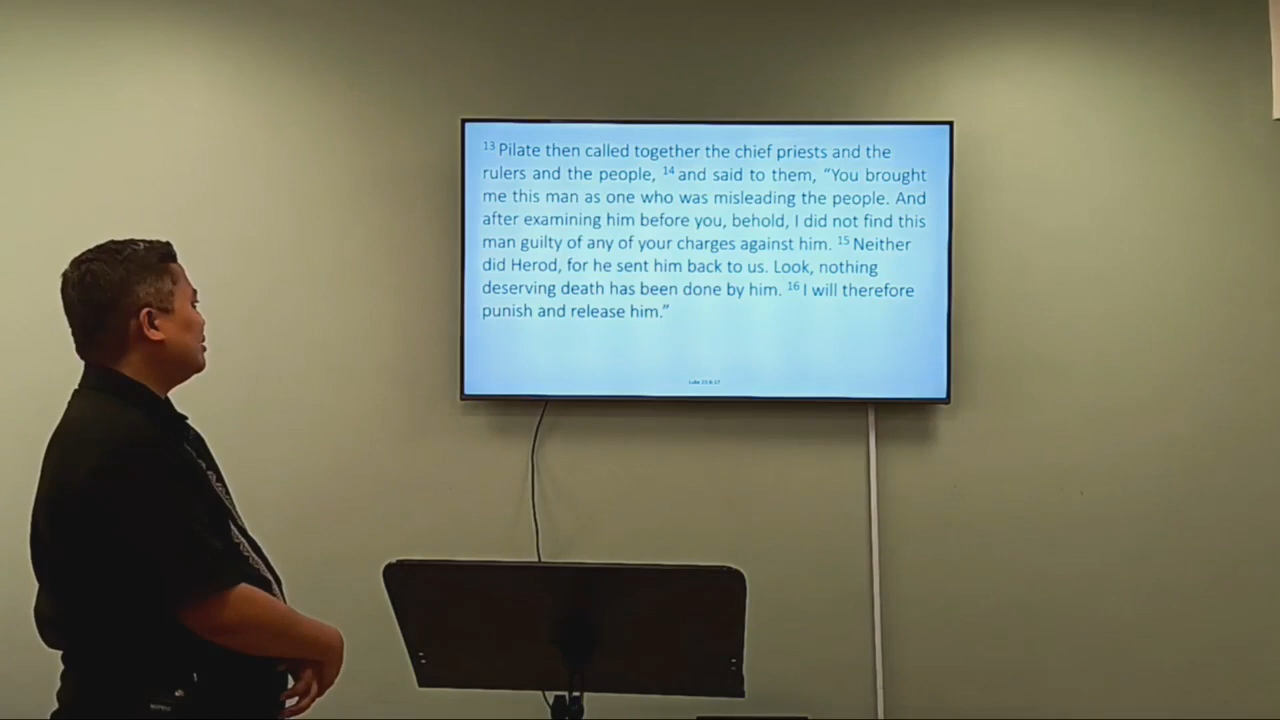 ¹³ Pilate then called together the chief priests and the
rulers and the people, ¹⁴ and said to them, “You brought
me this man as one who was misleading the people. And
after examining him before you, behold, I did not find this
man guilty of any of your charges against him. ¹⁵ Neither
did Herod, for he sent him back to us. Look, nothing
deserving death has been done by him. ¹⁶ I will therefore
punish and release him.”
Luke